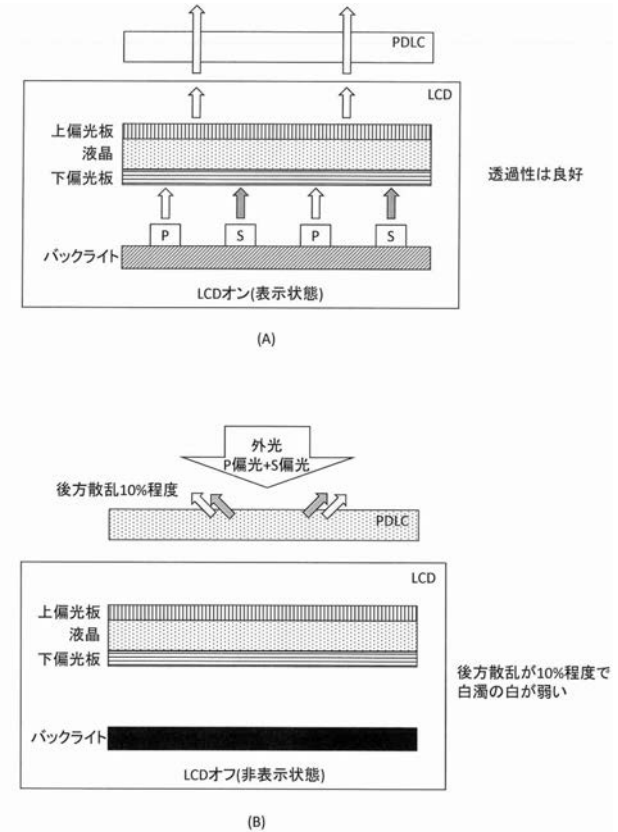 PDLC
LCD
上偏光板
液晶
下偏光板
透過性は良好
P S P S
バックライト
LCDオン(表示状態)
(A)
外光
P偏光+S偏光
後方散乱10%程度
PDLC
LCD
上偏光板
液晶
下偏光板
後方散乱が10%程度で
白濁の白が弱い
バックライト
LCDオフ(非表示状態)
(B)